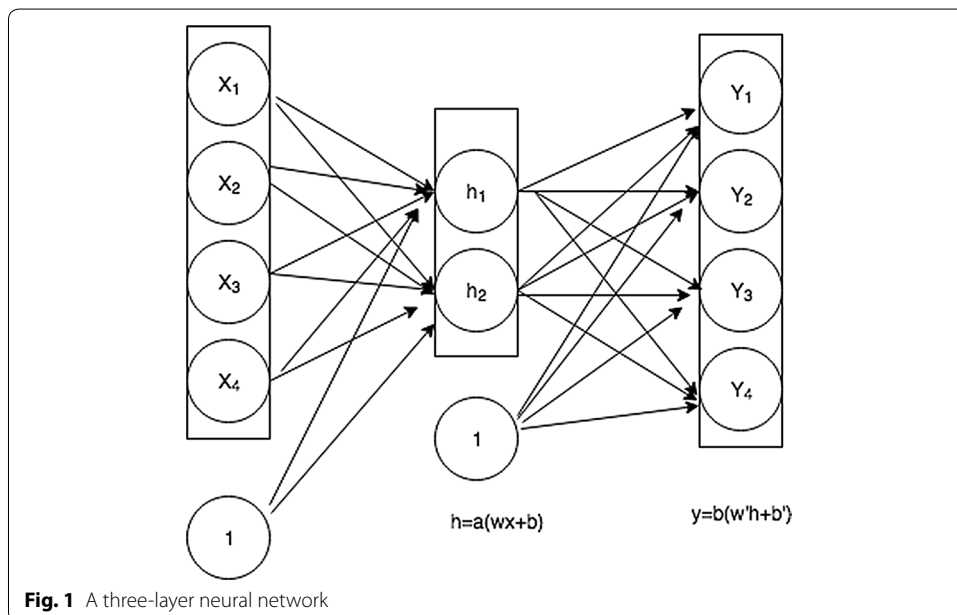 X1
X2
X3
X4
1
h1
h2
1
Y1
Y2
Y3
Y4
h=a(wx+b)
y=b(w'h+b')
Fig. 1 A three-layer neural network